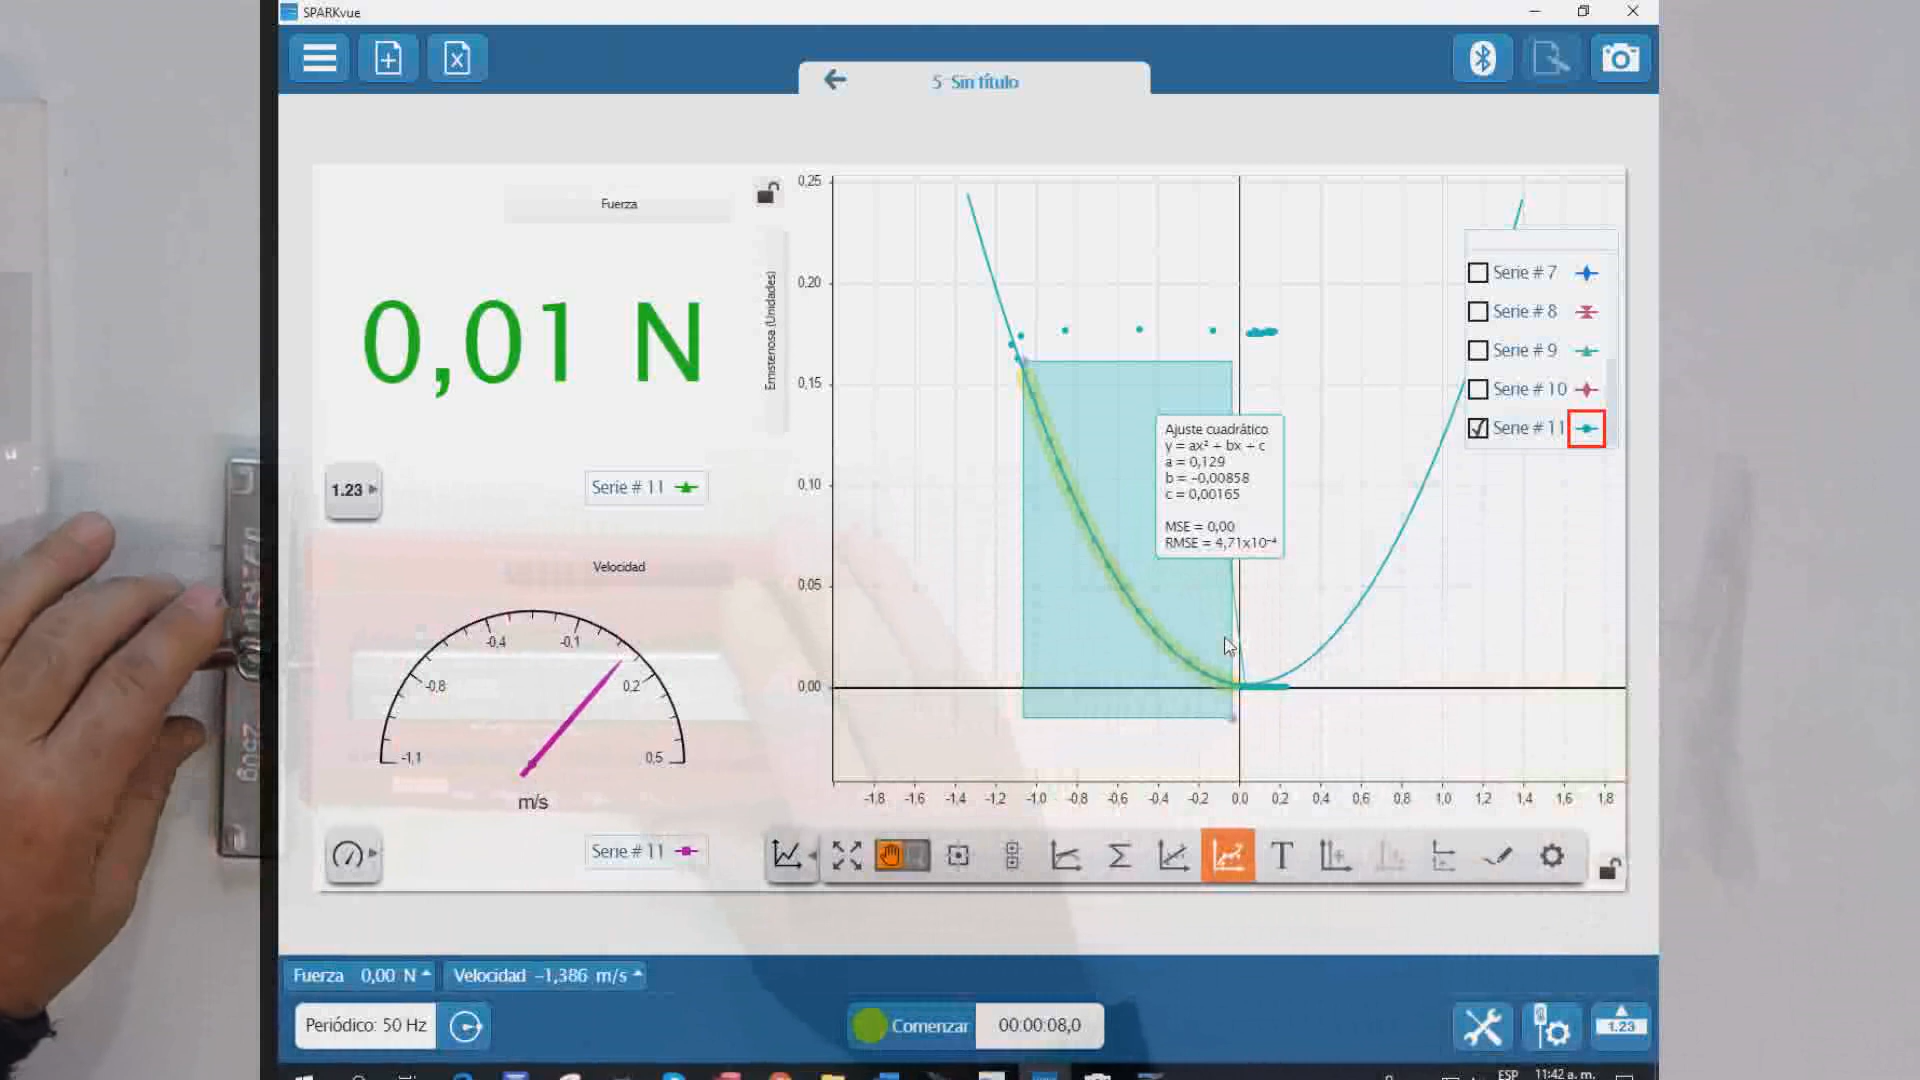 SPARKvue
5 Sin título
Fuerza
0,01 N
1.23
Serie # 11
Velocidad
-1,1
-0,8
-0,4
-0,1
0,2
0,5
m/s
Serie # 11
0,25
0,20
0,15
0,10
0,05
0,00
-1,8 -1,6 -1,4 -1,2 -1,0 -0,8 -0,6 -0,4 -0,2 0,0 0,2 0,4 0,6 0,8 1,0 1,2 1,4 1,6 1,8
Ajuste cuadrático
y = ax² + bx + c
a = 0,129
b = -0,00858
c = 0,00165
MSE = 0,00
RMSE = 4,71x10⁻⁴
Serie # 7
Serie # 8
Serie # 9
Serie # 10
Serie # 11
Σ
T
Fuerza 0,00 N
Velocidad -1,386 m/s
Periódico: 50 Hz
Comenzar
00:00:08,0
1.23
ESP
11:42 a. m.